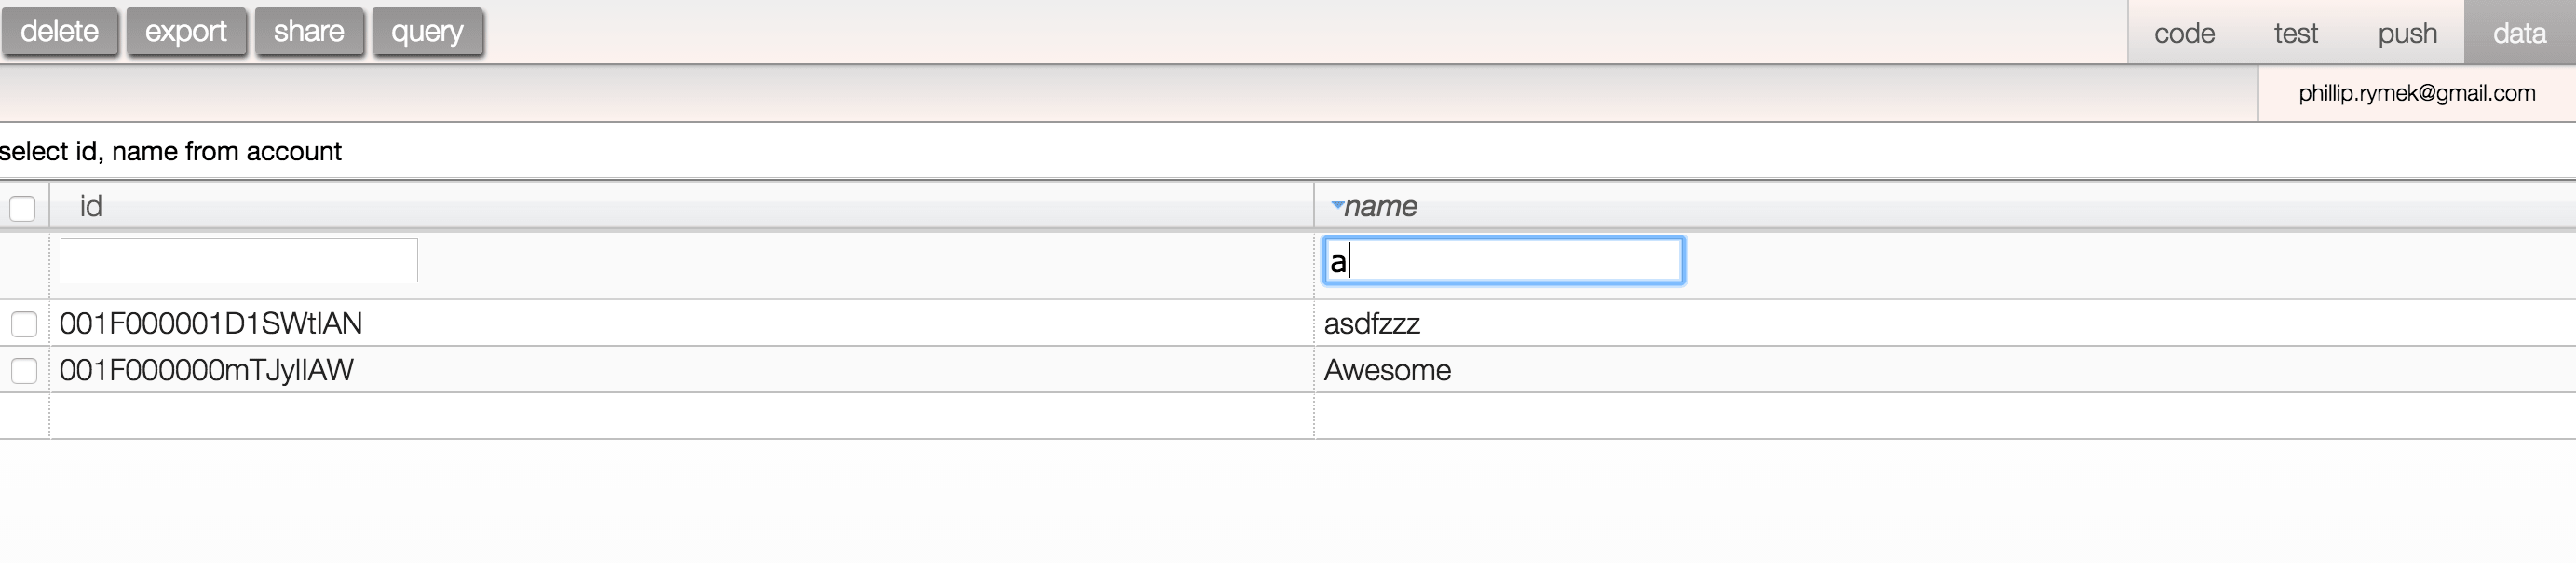 delete export share query code test push data
phillip.rymek@gmail.com
select id, name from account
id name
a
001F000001D1SWtIAN asdfzzz
001F000000mTJylIAW Awesome